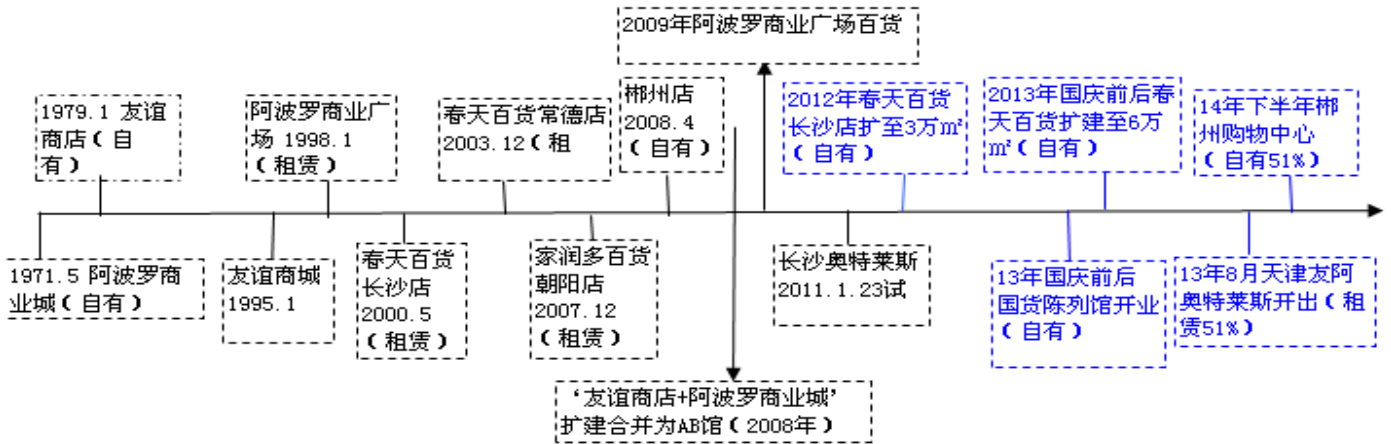 2009年阿波罗商业广场百货
1979.1 友谊
商店（自
有）
阿波罗商业广
场 1998.1
（租赁）
春天百货常德店
2003.12（租
郴州店
2008.4
（自有）
2012年春天百货
长沙店扩至3万㎡
（自有）
2013年国庆前后春
天百货扩建至6万
㎡（自有）
14年下半年郴
州购物中心
（自有51%）
1971.5 阿波罗商
业城（自有）
友谊商城
1995.1
春天百货
长沙店
2000.5
（租赁）
家润多百货
朝阳店
2007.12
（租赁）
长沙奥特莱斯
2011.1.23试
13年国庆前后
国货陈列馆开业
（自有）
13年8月天津友阿
奥特莱斯开出（租
赁51%）
‘友谊商店+阿波罗商业城’
扩建合并为AB馆（2008年）